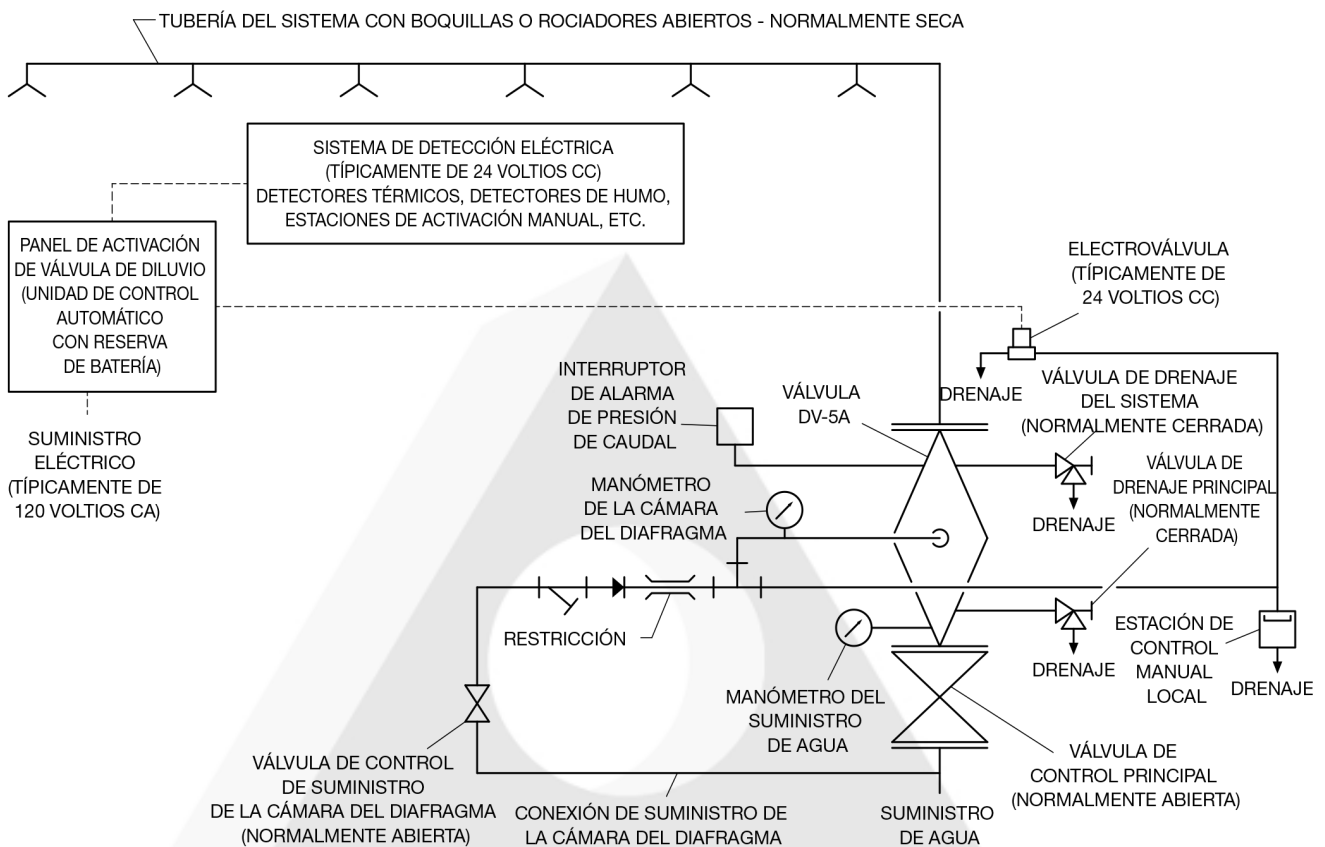 TUBERÍA DEL SISTEMA CON BOQUILLAS O ROCIADORES ABIERTOS - NORMALMENTE SECA
SISTEMA DE DETECCIÓN ELÉCTRICA
(TÍPICAMENTE DE 24 VOLTIOS CC)
DETECTORES TÉRMICOS, DETECTORES DE HUMO,
ESTACIONES DE ACTIVACIÓN MANUAL, ETC.
PANEL DE ACTIVACIÓN
DE VÁLVULA DE DILUVIO
(UNIDAD DE CONTROL
AUTOMÁTICO
CON RESERVA
DE BATERÍA)
SUMINISTRO
ELÉCTRICO
(TÍPICAMENTE DE
120 VOLTIOS CA)
ELECTROVÁLVULA
(TÍPICAMENTE DE
24 VOLTIOS CC)
DRENAJE
INTERRUPTOR
DE ALARMA
DE PRESIÓN
DE CAUDAL
VÁLVULA
DV-5A
VÁLVULA DE DRENAJE
DEL SISTEMA
(NORMALMENTE CERRADA)
DRENAJE
MANÓMETRO
DE LA CÁMARA
DEL DIAFRAGMA
VÁLVULA DE
DRENAJE PRINCIPAL
(NORMALMENTE
CERRADA)
RESTRICCIÓN
DRENAJE
ESTACIÓN DE
CONTROL
MANUAL
LOCAL
DRENAJE
MANÓMETRO DEL
SUMINISTRO
DE AGUA
VÁLVULA DE CONTROL
DE SUMINISTRO
DE LA CÁMARA DEL DIAFRAGMA
(NORMALMENTE ABIERTA)
CONEXIÓN DE SUMINISTRO DE
LA CÁMARA DEL DIAFRAGMA
SUMINISTRO
DE AGUA
VÁLVULA DE
CONTROL PRINCIPAL
(NORMALMENTE ABIERTA)